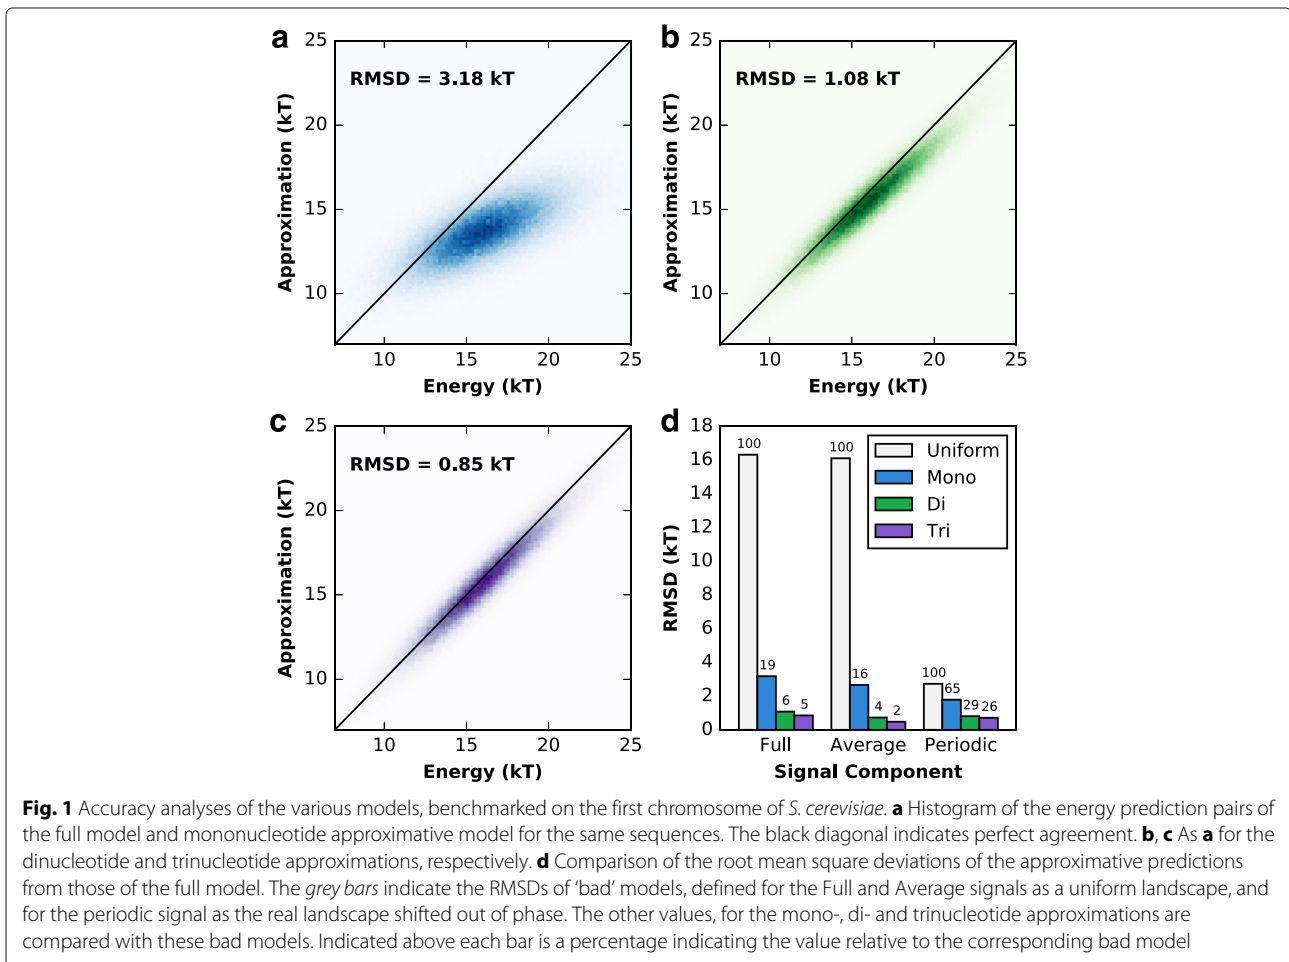 a
25
20
15
10
Approximation (kT)
RMSD = 3.18 kT
10 15 20 25
Energy (kT)
b
25
20
15
10
Approximation (kT)
RMSD = 1.08 kT
10 15 20 25
Energy (kT)
c
25
20
15
10
Approximation (kT)
RMSD = 0.85 kT
10 15 20 25
Energy (kT)
d
18
16
14
12
10
8
6
4
2
0
RMSD (kT)
100 19 6 5
100 16 4 2
100 65 29 26
Uniform
Mono
Di
Tri
Full Average Periodic
Signal Component
Fig. 1 Accuracy analyses of the various models, benchmarked on the first chromosome of S. cerevisiae. a Histogram of the energy prediction pairs of
the full model and mononucleotide approximative model for the same sequences. The black diagonal indicates perfect agreement. b, c As a for the
dinucleotide and trinucleotide approximations, respectively. d Comparison of the root mean square deviations of the approximative predictions
from those of the full model. The grey bars indicate the RMSDs of ‘bad’ models, defined for the Full and Average signals as a uniform landscape, and
for the periodic signal as the real landscape shifted out of phase. The other values, for the mono-, di- and trinucleotide approximations are
compared with these bad models. Indicated above each bar is a percentage indicating the value relative to the corresponding bad model